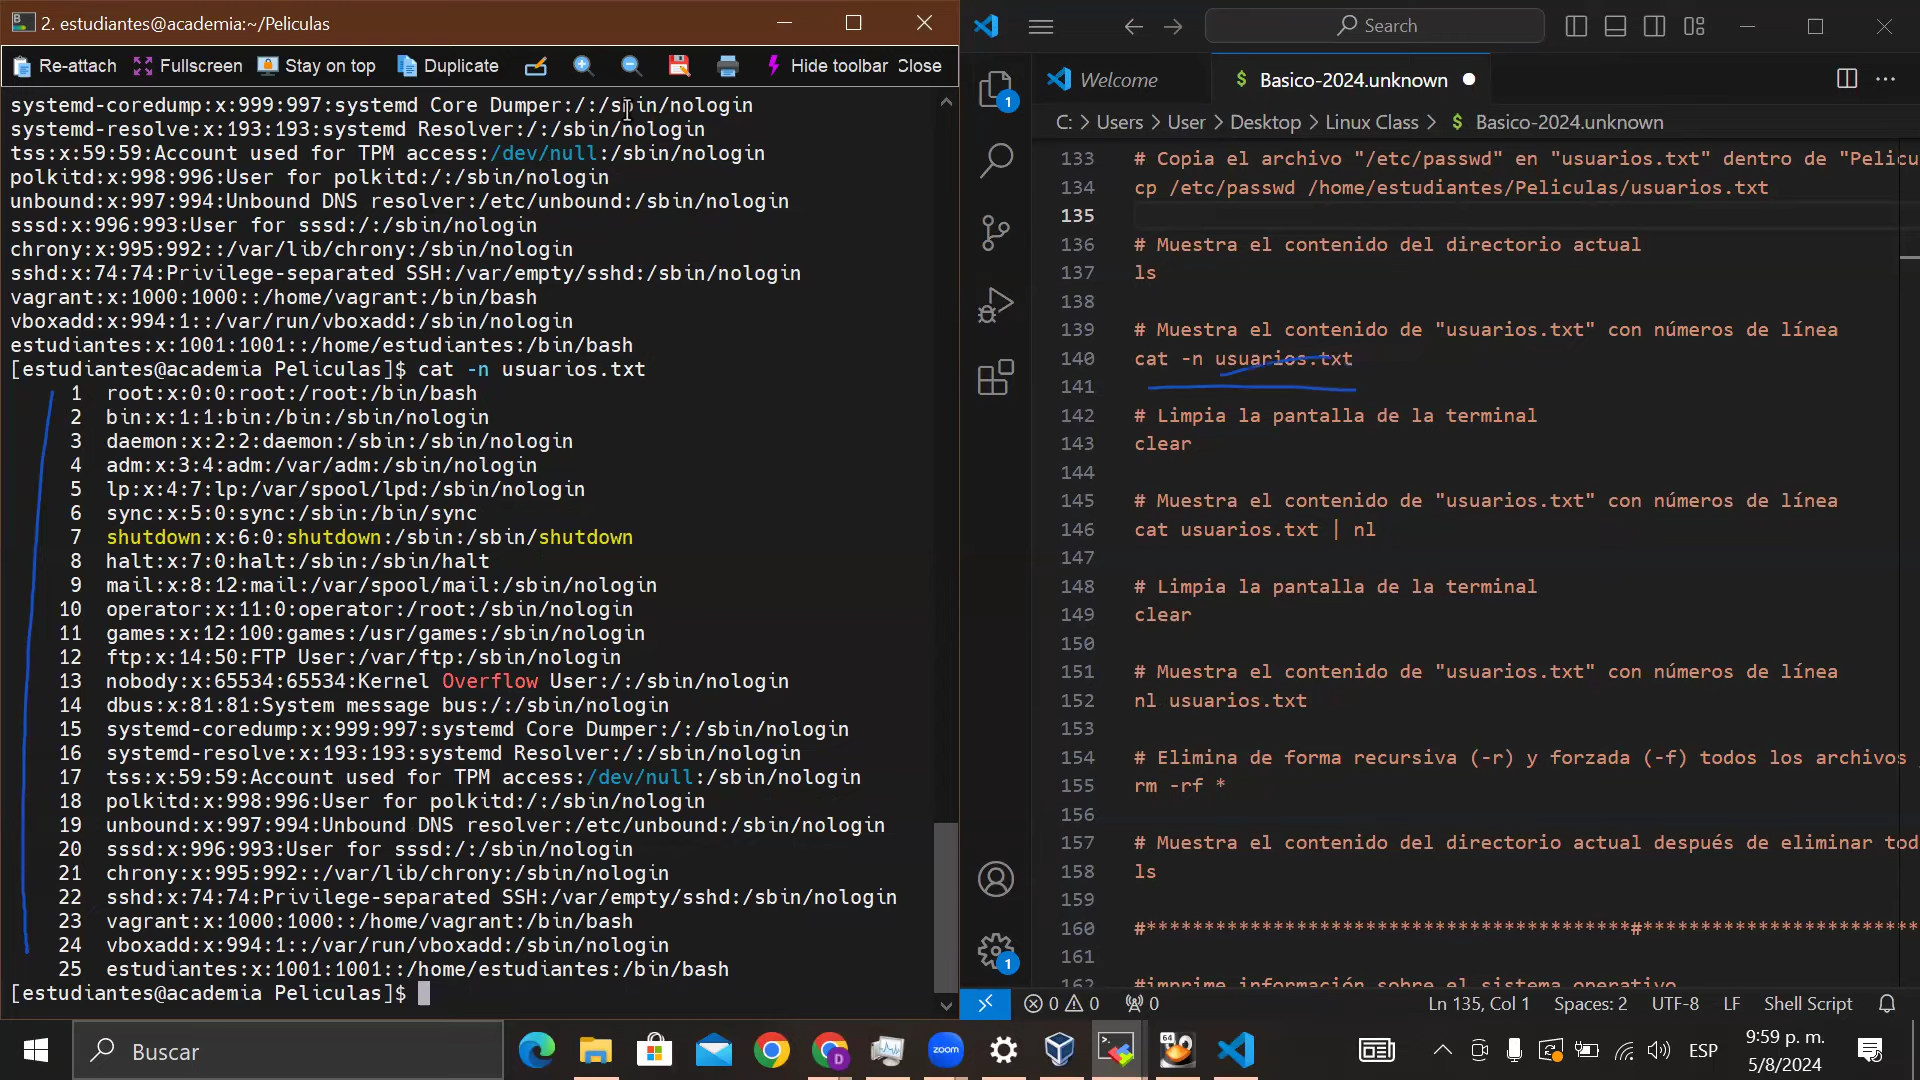 2. estudiantes@academia:~/Peliculas
Re-attach Fullscreen Stay on top Duplicate Hide toolbar Close
systemd-coredump:x:999:997:systemd Core Dumper:/:/sbin/nologin
systemd-resolve:x:193:193:systemd Resolver:/:/sbin/nologin
tss:x:59:59:Account used for TPM access:/dev/null:/sbin/nologin
polkitd:x:998:996:User for polkitd:/:/sbin/nologin
unbound:x:997:994:Unbound DNS resolver:/etc/unbound:/sbin/nologin
sssd:x:996:993:User for sssd:/:/sbin/nologin
chrony:x:995:992::/var/lib/chrony:/sbin/nologin
sshd:x:74:74:Privilege-separated SSH:/var/empty/sshd:/sbin/nologin
vagrant:x:1000:1000::/home/vagrant:/bin/bash
vboxadd:x:994:1::/var/run/vboxadd:/sbin/nologin
estudiantes:x:1001:1001::/home/estudiantes:/bin/bash
[estudiantes@academia Peliculas]$ cat -n usuarios.txt
1 root:x:0:0:root:/root:/bin/bash
2 bin:x:1:1:bin:/bin:/sbin/nologin
3 daemon:x:2:2:daemon:/sbin:/sbin/nologin
4 adm:x:3:4:adm:/var/adm:/sbin/nologin
5 lp:x:4:7:lp:/var/spool/lpd:/sbin/nologin
6 sync:x:5:0:sync:/sbin:/bin/sync
7 shutdown:x:6:0:shutdown:/sbin:/sbin/shutdown
8 halt:x:7:0:halt:/sbin:/sbin/halt
9 mail:x:8:12:mail:/var/spool/mail:/sbin/nologin
10 operator:x:11:0:operator:/root:/sbin/nologin
11 games:x:12:100:games:/usr/games:/sbin/nologin
12 ftp:x:14:50:FTP User:/var/ftp:/sbin/nologin
13 nobody:x:65534:65534:Kernel Overflow User:/:/sbin/nologin
14 dbus:x:81:81:System message bus:/:/sbin/nologin
15 systemd-coredump:x:999:997:systemd Core Dumper:/:/sbin/nologin
16 systemd-resolve:x:193:193:systemd Resolver:/:/sbin/nologin
17 tss:x:59:59:Account used for TPM access:/dev/null:/sbin/nologin
18 polkitd:x:998:996:User for polkitd:/:/sbin/nologin
19 unbound:x:997:994:Unbound DNS resolver:/etc/unbound:/sbin/nologin
20 sssd:x:996:993:User for sssd:/:/sbin/nologin
21 chrony:x:995:992::/var/lib/chrony:/sbin/nologin
22 sshd:x:74:74:Privilege-separated SSH:/var/empty/sshd:/sbin/nologin
23 vagrant:x:1000:1000::/home/vagrant:/bin/bash
24 vboxadd:x:994:1::/var/run/vboxadd:/sbin/nologin
25 estudiantes:x:1001:1001::/home/estudiantes:/bin/bash
[estudiantes@academia Peliculas]$
Search
Welcome $ Basico-2024.unknown
C: > Users > User > Desktop > Linux Class > $ Basico-2024.unknown
133 # Copia el archivo "/etc/passwd" en "usuarios.txt" dentro de "Pelicu
134 cp /etc/passwd /home/estudiantes/Peliculas/usuarios.txt
135
136 # Muestra el contenido del directorio actual
137 ls
138
139 # Muestra el contenido de "usuarios.txt" con números de línea
140 cat -n usuarios.txt
141
142 # Limpia la pantalla de la terminal
143 clear
144
145 # Muestra el contenido de "usuarios.txt" con números de línea
146 cat usuarios.txt | nl
147
148 # Limpia la pantalla de la terminal
149 clear
150
151 # Muestra el contenido de "usuarios.txt" con números de línea
152 nl usuarios.txt
153
154 # Elimina de forma recursiva (-r) y forzada (-f) todos los archivos
155 rm -rf *
156
157 # Muestra el contenido del directorio actual después de eliminar tod
158 ls
159
160 #******************************************#************************
161
162 #imprime información sobre el sistema operativo
1
1
0 0 0 Ln 135, Col 1 Spaces: 2 UTF-8 LF Shell Script
Buscar
zoom
64
D
ESP
9:59 p. m.
5/8/2024